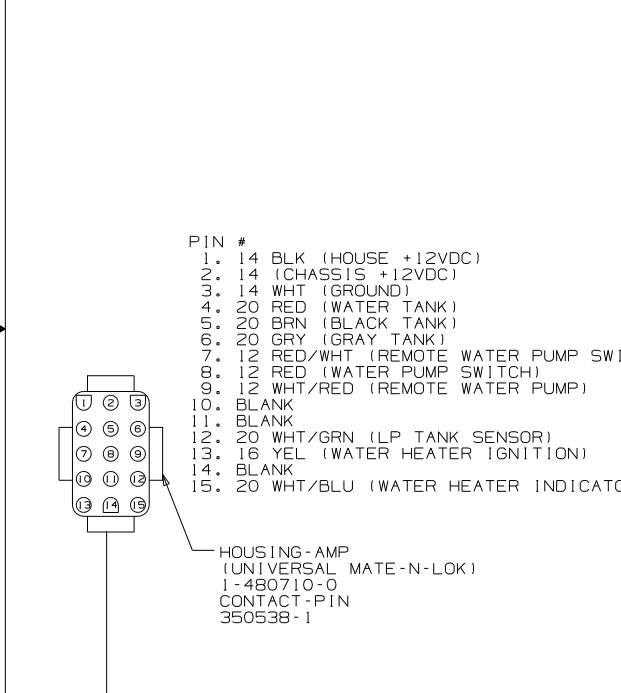 PIN #
1. 14 BLK (HOUSE +12VDC)
2. 14 (CHASSIS +12VDC)
3. 14 WHT (GROUND)
4. 20 RED (WATER TANK)
5. 20 BRN (BLACK TANK)
6. 20 GRY (GRAY TANK)
7. 12 RED/WHT (REMOTE WATER PUMP SWI
8. 12 RED (WATER PUMP SWITCH)
9. 12 WHT/RED (REMOTE WATER PUMP)
10. BLANK
11. BLANK
12. 20 WHT/GRN (LP TANK SENSOR)
13. 16 YEL (WATER HEATER IGNITION)
14. BLANK
15. 20 WHT/BLU (WATER HEATER INDICATO
1 2 3
4 5 6
7 8 9
10 11 12
13 14 15
HOUSING-AMP
(UNIVERSAL MATE-N-LOK)
1-480710-0
CONTACT-PIN
350538-1